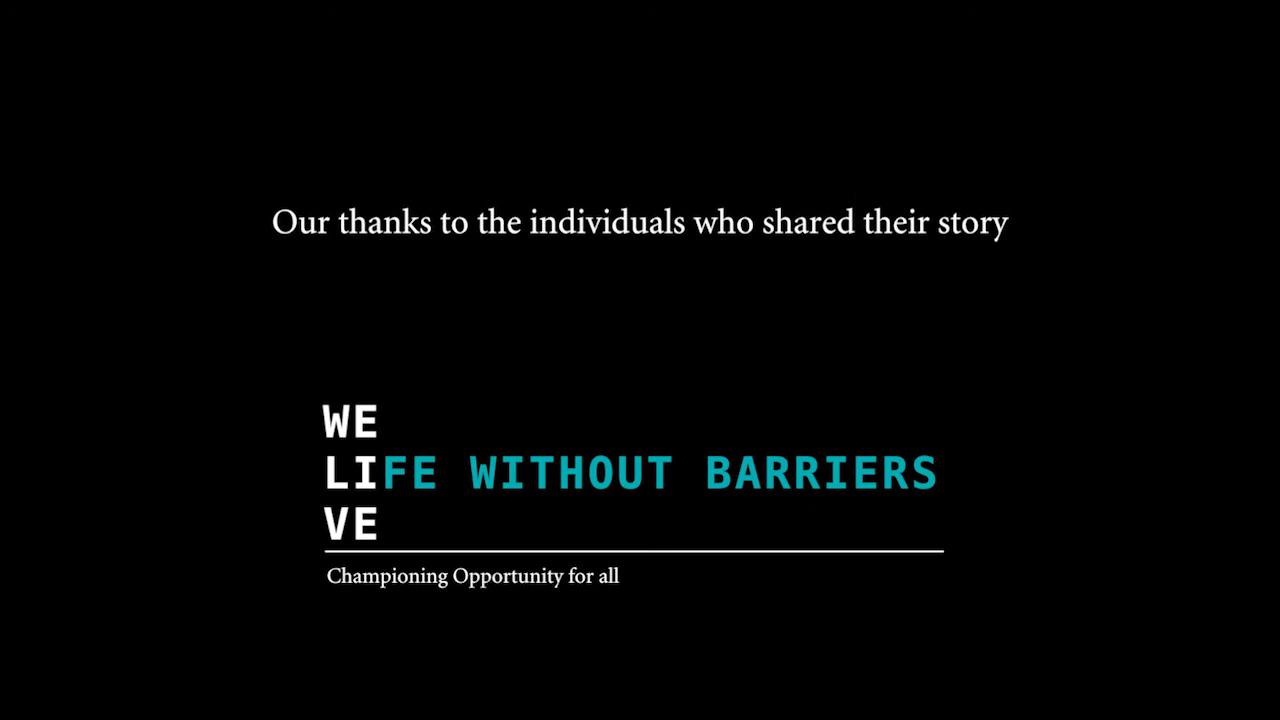 Our thanks to the individuals who shared their story
WE
LIFE WITHOUT BARRIERS
VE
Championing Opportunity for all